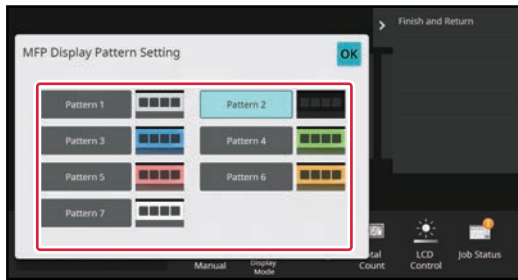 Finish and Return
MFP Display Pattern Setting
OK
Pattern 1
Pattern 2
Pattern 3
Pattern 4
Pattern 5
Pattern 6
Pattern 7
Manual
Display
Mode
Count
LCD
Control
Job Status